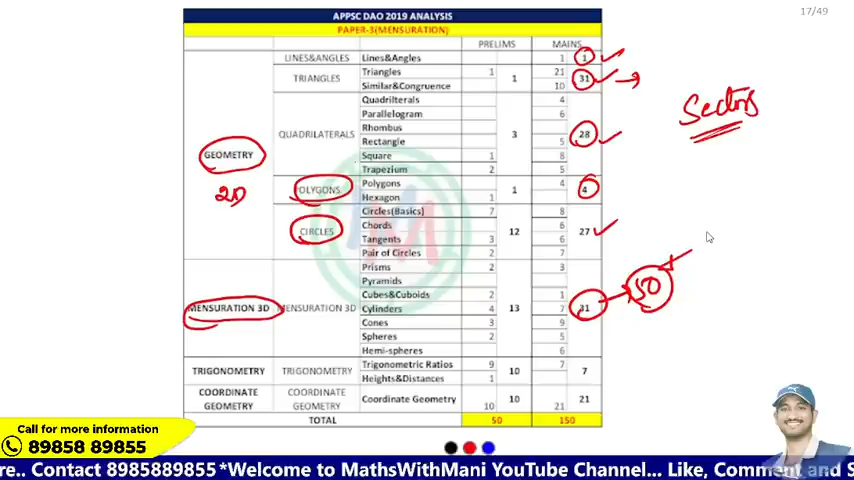 17/49
APPSC DAO 2019 ANALYSIS
PAPER-3(MENSURATION)
PRELIMS MAINS
LINES&ANGLES Lines&Angles 1 1
TRIANGLES Triangles 1 1 21 31
Similar&Congruence 10
GEOMETRY
2D
QUADRILATERALS 3 28
Quadrilterals 4
Parallelogram 6
Rhombus
Rectangle 5
Square 1 8
Trapezium 2 5
POLYGONS Polygons 1 4 4
Hexagon 1
CIRCLES 12 27
Circles(Basics) 7 8
Chords 6
Tangents 3 6
Pair of Circles 2 7
MENSURATION 3D MENSURATION 3D 13 31
Prisms 2 3
Pyramids
Cubes&Cuboids 2 1
Cylinders 4 7
Cones 3 9
Spheres 2 5
Hemi-spheres 6
TRIGONOMETRY TRIGONOMETRY Trigonometric Ratios 9 10 7 7
Heights&Distances 1
COORDINATE GEOMETRY COORDINATE GEOMETRY Coordinate Geometry 10 10 21 21
TOTAL 50 150
Sectors
50
Call for more information
89858 89855
re.. Contact 8985889855 *Welcome to MathsWithMani YouTube Channel... Like, Comment and S